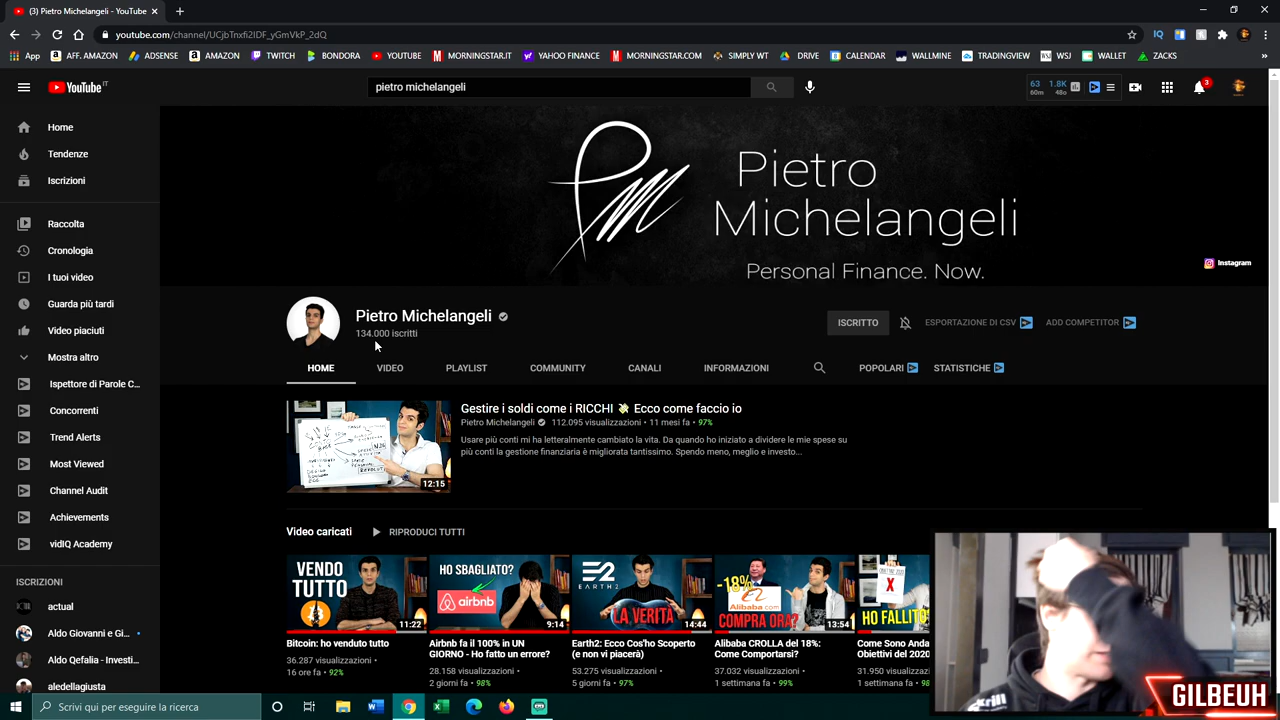 (3) Pietro Michelangeli - YouTube
youtube.com/channel/UCjbTnxfi2IDF_yGmVkP_2dQ
App AFF. AMAZON ADSENSE AMAZON TWITCH BONDORA YOUTUBE MORNINGSTAR.IT YAHOO FINANCE MORNINGSTAR.COM SIMPLY WT DRIVE CALENDAR WALLMINE TRADINGVIEW WSJ WALLET ZACKS
YouTube IT
pietro michelangeli
63 1.8K
60m 48o
3
Home
Tendenze
Iscrizioni
Raccolta
Cronologia
I tuoi video
Guarda più tardi
Video piaciuti
Mostra altro
Ispettore di Parole C...
Concorrenti
Trend Alerts
Most Viewed
Channel Audit
Achievements
vidIQ Academy
ISCRIZIONI
actual
Aldo Giovanni e Gi...
Aldo Qefalia - Investi...
aledellagiusta
Pietro
Michelangeli
Personal Finance. Now.
Instagram
Pietro Michelangeli
134.000 iscritti
ISCRITTO
ESPORTAZIONE DI CSV
ADD COMPETITOR
HOME VIDEO PLAYLIST COMMUNITY CANALI INFORMAZIONI POPOLARI STATISTICHE
12:15
Gestire i soldi come i RICCHI 💸 Ecco come faccio io
Pietro Michelangeli 112.095 visualizzazioni • 11 mesi fa • 97%
Usare più conti mi ha letteralmente cambiato la vita. Da quando ho iniziato a dividere le mie spese su
più conti la gestione finanziaria è migliorata tantissimo. Spendo meno, meglio e investo...
Video caricati
RIPRODUCI TUTTI
VENDO
TUTTO
11:22
Bitcoin: ho venduto tutto
36.287 visualizzazioni •
16 ore fa • 92%
HO SBAGLIATO?
airbnb
9:14
Airbnb fa il 100% in UN
GIORNO - Ho fatto un errore?
28.158 visualizzazioni •
2 giorni fa • 98%
E2
EARTH2
LA VERITÀ
14:44
Earth2: Ecco Cos'ho Scoperto
(e non vi piacerà)
53.275 visualizzazioni •
5 giorni fa • 97%
-18%
Alibaba.com
COMPRA ORA?
13:54
Alibaba CROLLA del 18%:
Come Comportarsi?
37.032 visualizzazioni •
1 settimana fa • 99%
X
HO FALLITO
Come Sono Anda
Obiettivi del 2020
31.950 visualizzazioni •
1 settimana fa • 98%
GILBEUH
Scrivi qui per eseguire la ricerca